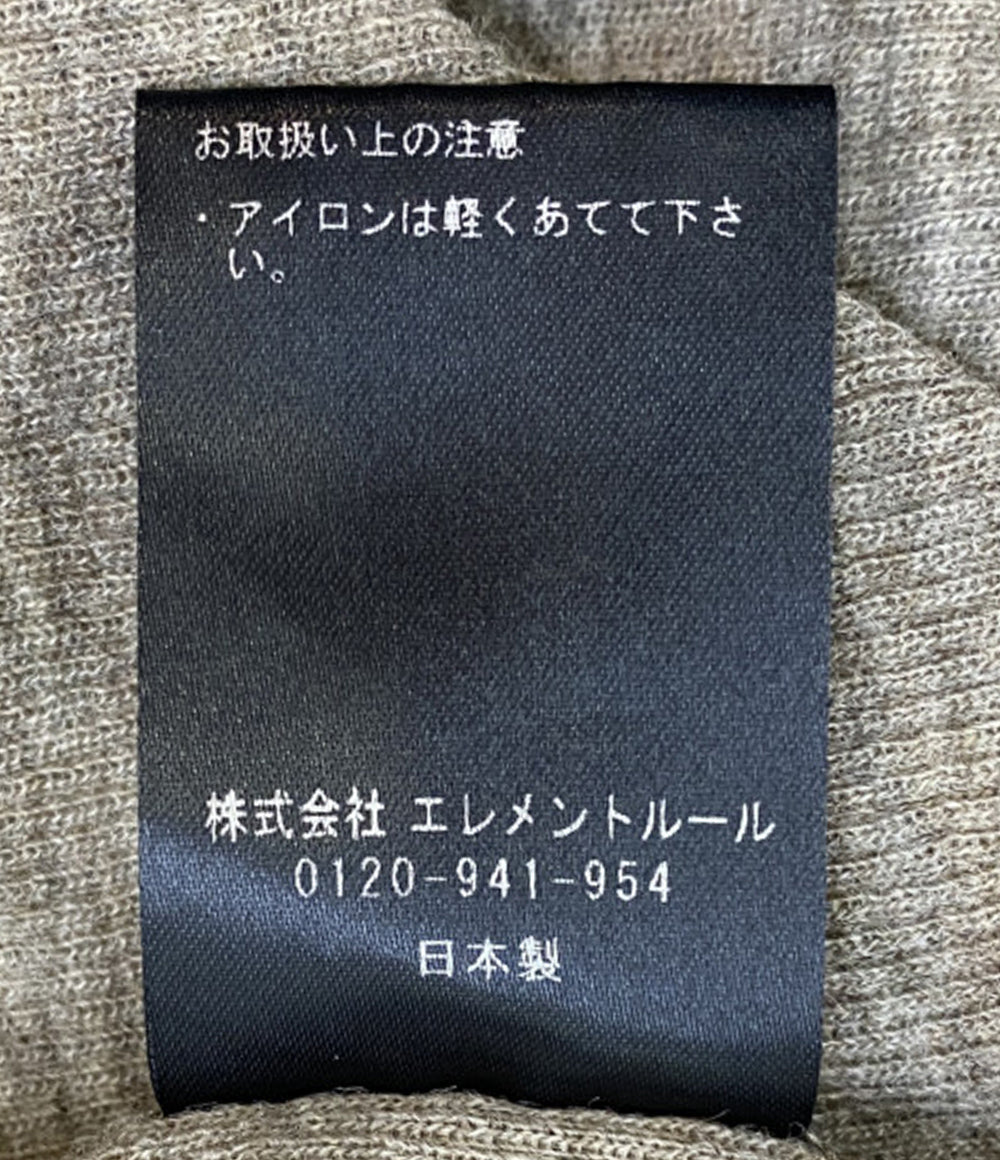 お取扱い上の注意
・アイロンは軽くあてて下さ
い。
株式会社 エレメントルール
0120-941-954
日本製